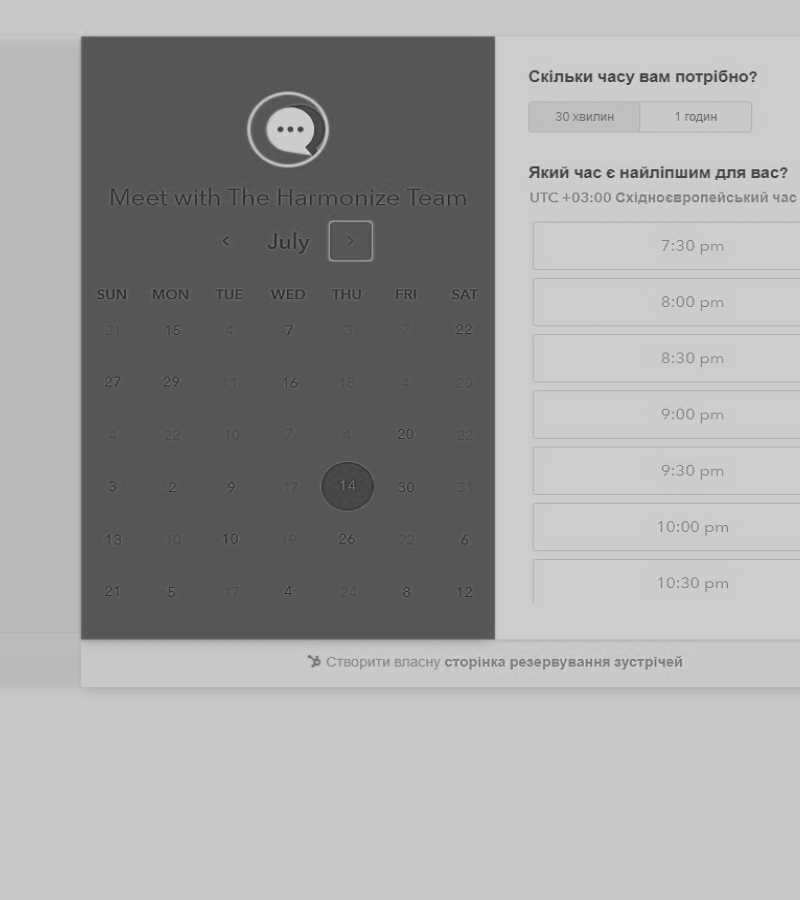 Meet with The Harmonize Team
July
SUN MON TUE WED THU FRI SAT
21 15 4 7 3 7 22
27 29 11 16 18 4 20
4 22 10 7 4 20 22
3 2 9 17 14 30 31
13 10 10 19 26 22 6
21 5 17 4 24 8 12
Скільки часу вам потрібно?
30 хвилин 1 годин
Який час є найліпшим для вас?
UTC +03:00 Східноєвропейський час
7:30 pm
8:00 pm
8:30 pm
9:00 pm
9:30 pm
10:00 pm
10:30 pm
Створити власну сторінка резервування зустрічей